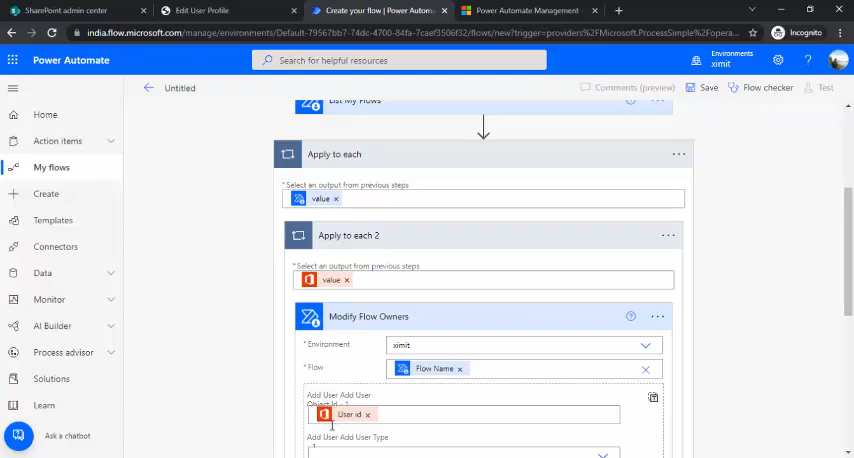 SharePoint admin center
Edit User Profile
Create your flow | Power Automa
Power Automate Management
india.flow.microsoft.com/manage/environments/Default-79567bb7-74dc-4700-84fa-7caef3506f32/flows/new?trigger=providers%2FMicrosoft.ProcessSimple%2Fopera
Incognito
Power Automate
Search for helpful resources
Environments
ximit
Untitled
Comments (preview)
Save
Flow checker
Test
Home
Action items
My flows
Create
Templates
Connectors
Data
Monitor
AI Builder
Process advisor
Solutions
Learn
Ask a chatbot
List My Flows
Apply to each
* Select an output from previous steps
value
Apply to each 2
* Select an output from previous steps
value
Modify Flow Owners
* Environment
ximit
* Flow
Flow Name
Add User Add User
Object Id - 1
User id
Add User Add User Type